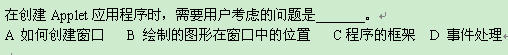 在创建 Applet 应用程序时，需要用户考虑的问题是_______。
A 如何创建窗口 B 绘制的图形在窗口中的位置 C程序的框架 D 事件处理